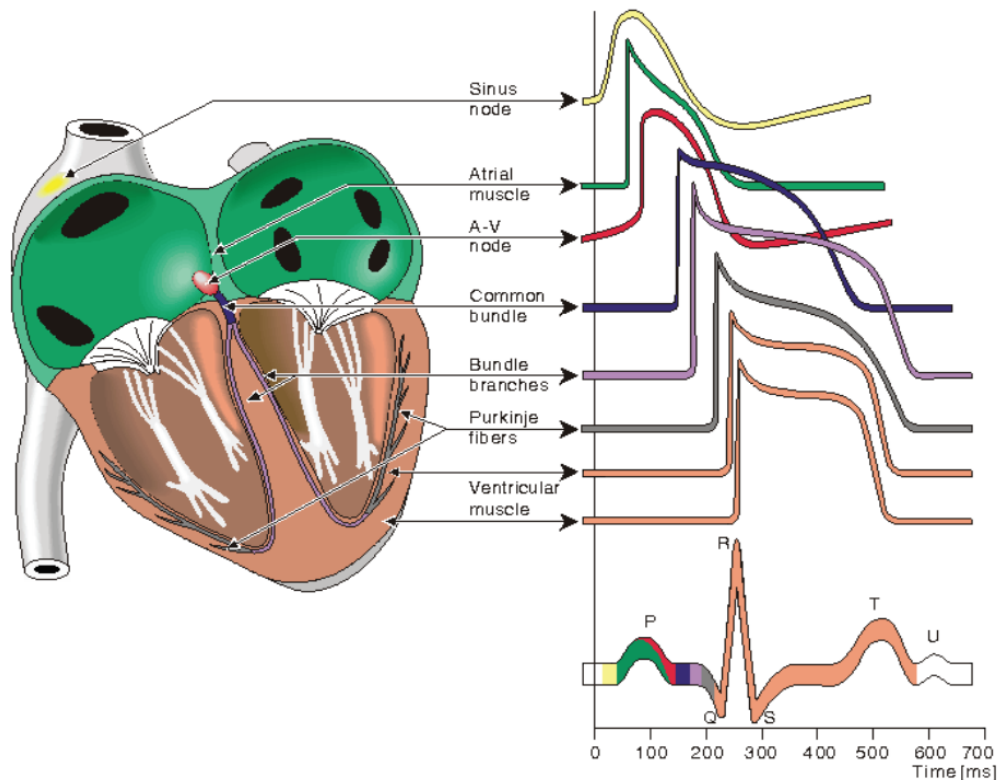 Sinus
node
Atrial
muscle
A-V
node
Common
bundle
Bundle
branches
Purkinje
fibers
Ventricular
muscle
R
P
T
U
Q
S
0 100 200 300 400 500 600 700
Time [ms]